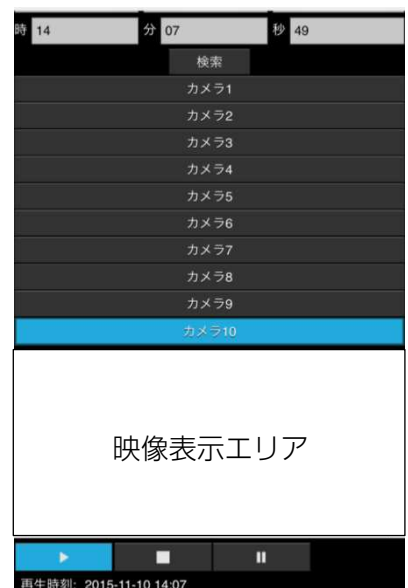 時 14 分 07 秒 49
検索
カメラ1
カメラ2
カメラ3
カメラ4
カメラ5
カメラ6
カメラ7
カメラ8
カメラ9
カメラ10
映像表示エリア
再生時刻: 2015-11-10 14:07